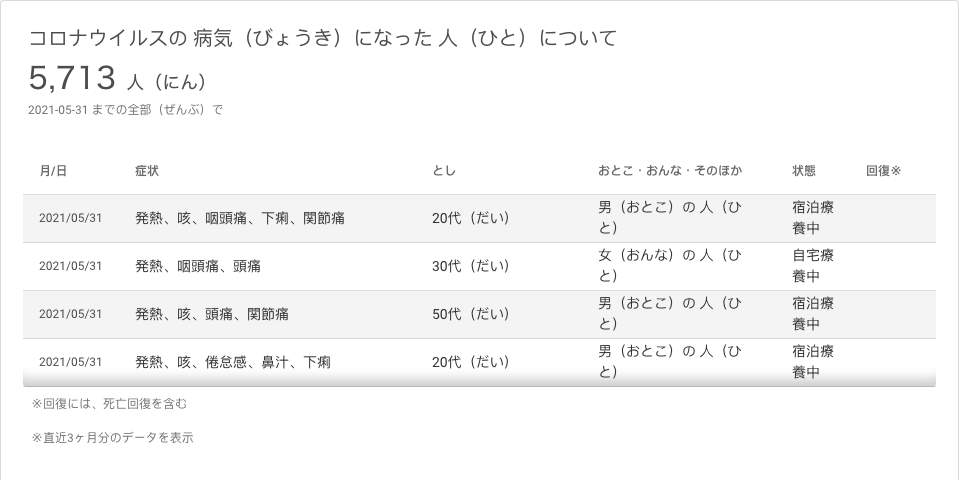 コロナウイルスの 病気（びょうき）になった 人（ひと）について
5,713 人（にん）
2021-05-31 までの全部（ぜんぶ）で
月/日 症状 とし おとこ・おんな・そのほか 状態 回復※
2021/05/31 発熱、咳、咽頭痛、下痢、関節痛 20代（だい） 男（おとこ）の 人（ひ
と） 宿泊療
養中
2021/05/31 発熱、咽頭痛、頭痛 30代（だい） 女（おんな）の 人（ひ
と） 自宅療
養中
2021/05/31 発熱、咳、頭痛、関節痛 50代（だい） 男（おとこ）の 人（ひ
と） 宿泊療
養中
2021/05/31 発熱、咳、倦怠感、鼻汁、下痢 20代（だい） 男（おとこ）の 人（ひ
と） 宿泊療
養中
※回復には、死亡回復を含む
※直近3ヶ月分のデータを表示